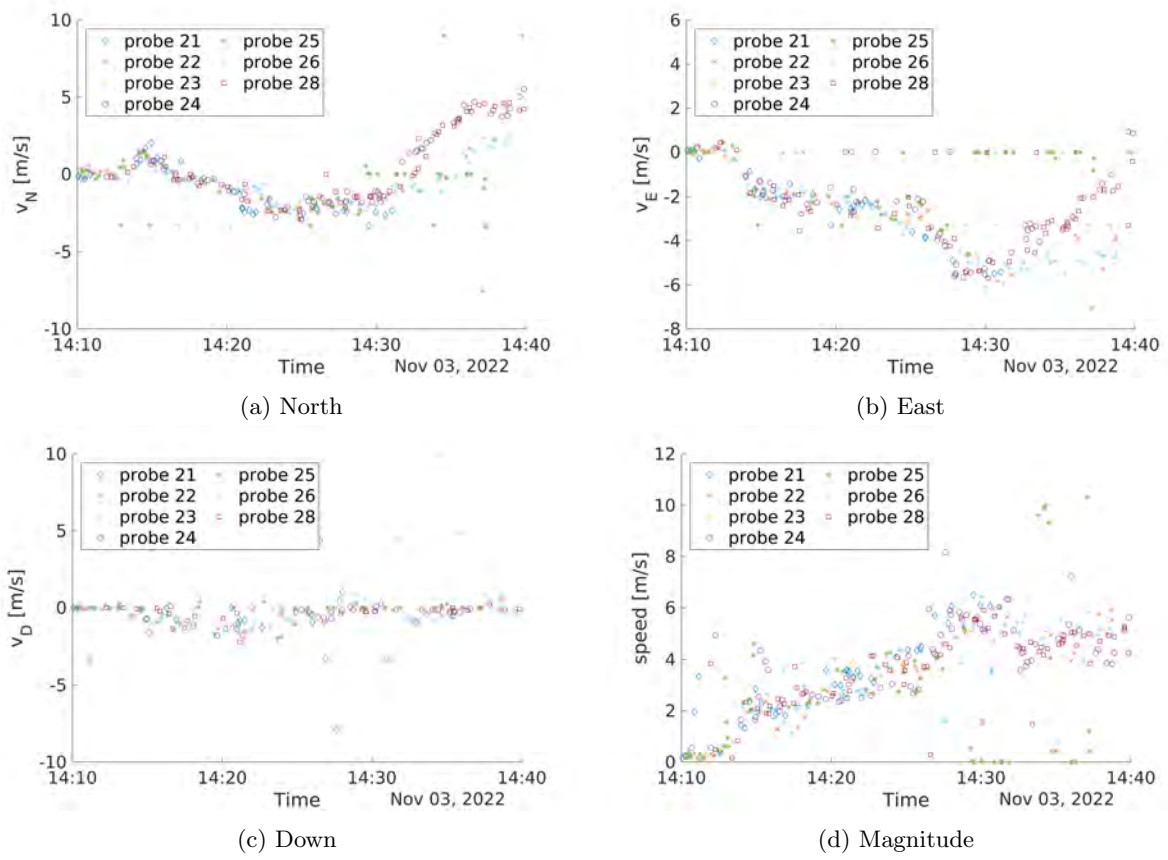 10
5
0
-5
-10
v_N [m/s]
probe 21
probe 22
probe 23
probe 24
probe 25
probe 26
probe 28
14:10
14:20
14:30
14:40
Time
Nov 03, 2022
(a) North
6
4
2
0
-2
-4
-6
-8
v_E [m/s]
probe 21
probe 22
probe 23
probe 24
probe 25
probe 26
probe 28
14:10
14:20
14:30
14:40
Time
Nov 03, 2022
(b) East
10
5
0
-5
-10
v_D [m/s]
probe 21
probe 22
probe 23
probe 24
probe 25
probe 26
probe 28
14:10
14:20
14:30
14:40
Time
Nov 03, 2022
(c) Down
12
10
8
6
4
2
0
speed [m/s]
probe 21
probe 22
probe 23
probe 24
probe 25
probe 26
probe 28
14:10
14:20
14:30
14:40
Time
Nov 03, 2022
(d) Magnitude